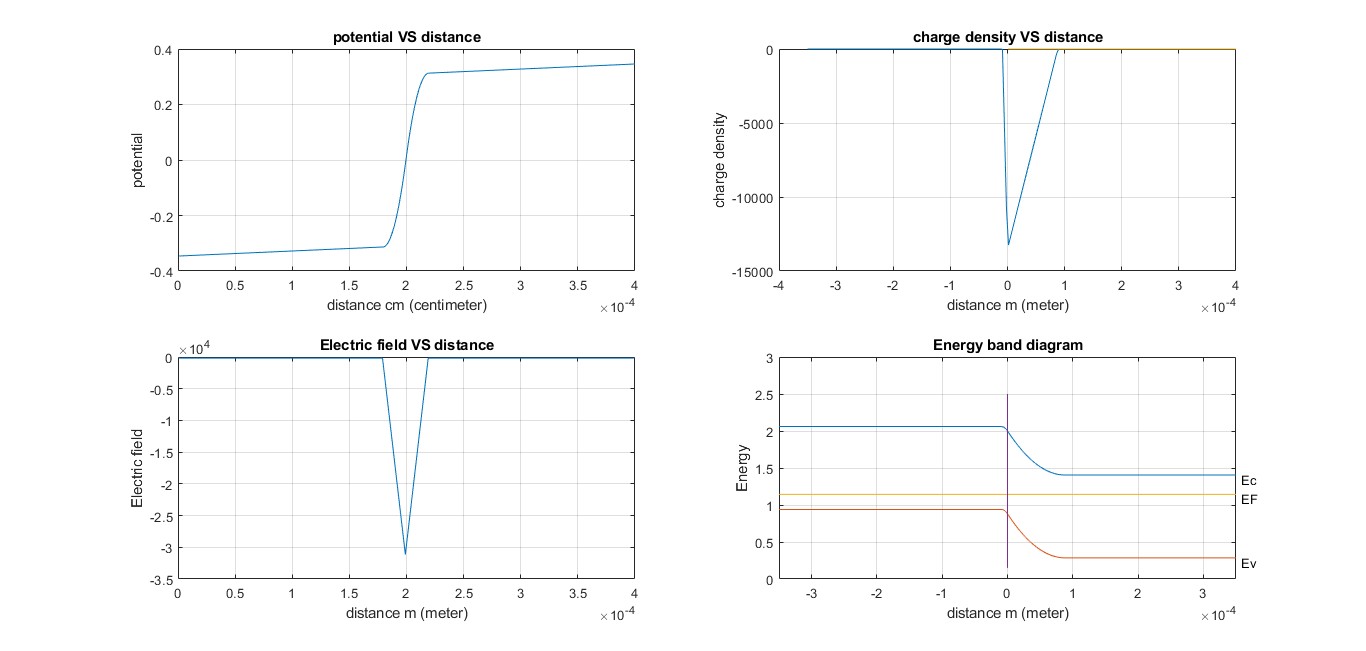 potential VS distance
0.4
0.2
0
-0.2
-0.4
potential
0 0.5 1 1.5 2 2.5 3 3.5 4
distance cm (centimeter)
×10-4
charge density VS distance
0
-5000
-10000
-15000
charge density
-4 -3 -2 -1 0 1 2 3 4
distance m (meter)
×10-4
Electric field VS distance
×104
0
-0.5
-1
-1.5
-2
-2.5
-3
-3.5
Electric field
0 0.5 1 1.5 2 2.5 3 3.5 4
distance m (meter)
×10-4
Energy band diagram
3
2.5
2
1.5
1
0.5
0
Energy
Ec
EF
Ev
-3 -2 -1 0 1 2 3
distance m (meter)
×10-4